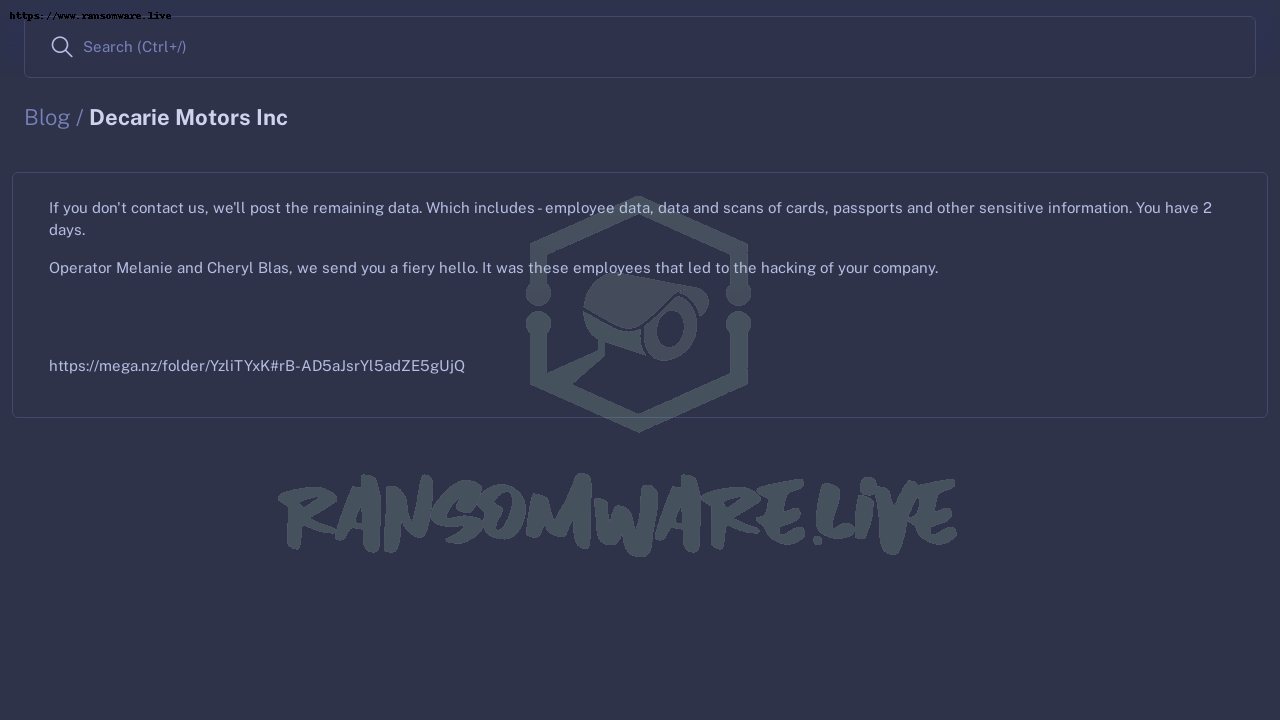 https://www.ransomware.live
Search (Ctrl+/)
Blog / Decarie Motors Inc
If you don't contact us, we'll post the remaining data. Which includes - employee data, data and scans of cards, passports and other sensitive information. You have 2
days.
Operator Melanie and Cheryl Blas, we send you a fiery hello. It was these employees that led to the hacking of your company.
https://mega.nz/folder/YzliTYxK#rB-AD5aJsrYl5adZE5gUjQ
RANSOMWARE.LIVE